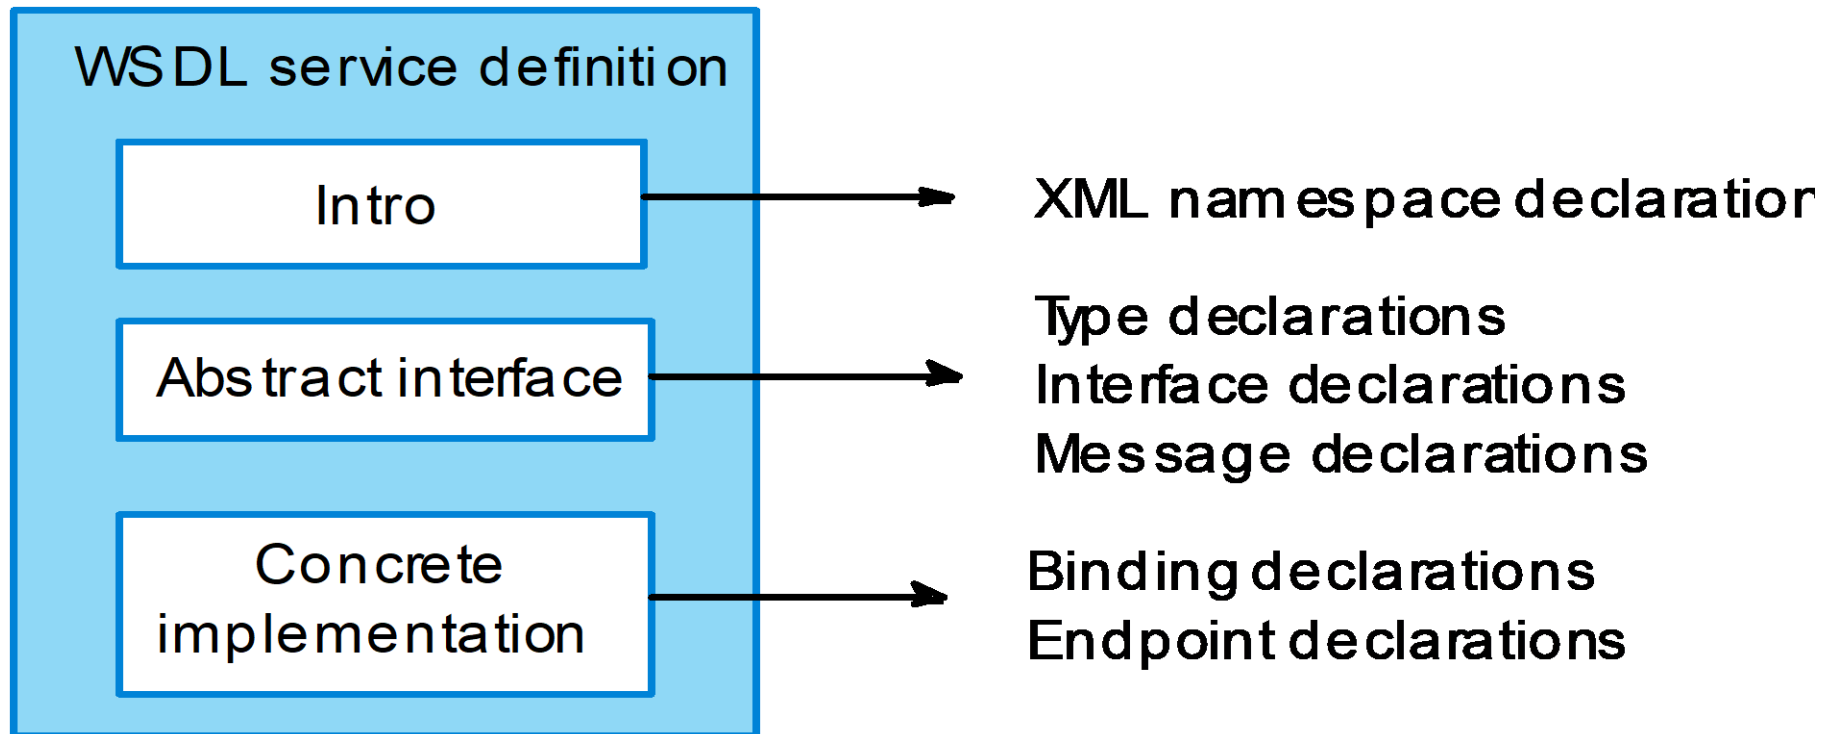 WSDL service definition
Intro
XML namespace declaration
Abstract interface
Type declarations
Interface declarations
Message declarations
Concrete
implementation
Binding declarations
Endpoint declarations